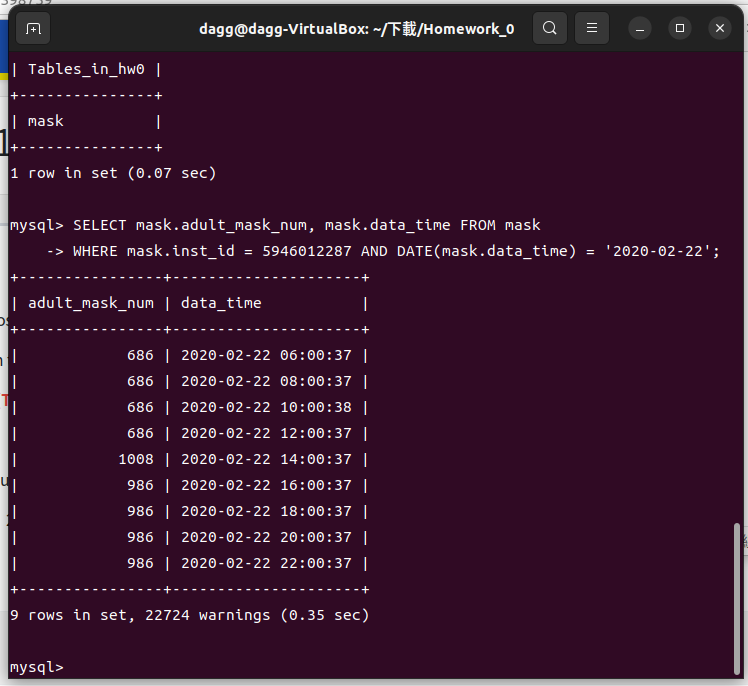 398739
dagg@dagg-VirtualBox: ~/下載/Homework_0
| Tables_in_hw0 |
+---------------+
| mask          |
+---------------+
1 row in set (0.07 sec)
mysql> SELECT mask.adult_mask_num, mask.data_time FROM mask
    -> WHERE mask.inst_id = 5946012287 AND DATE(mask.data_time) = '2020-02-22';
+----------------+---------------------+
| adult_mask_num | data_time           |
+----------------+---------------------+
|            686 | 2020-02-22 06:00:37 |
|            686 | 2020-02-22 08:00:37 |
|            686 | 2020-02-22 10:00:38 |
|            686 | 2020-02-22 12:00:37 |
|           1008 | 2020-02-22 14:00:37 |
|            986 | 2020-02-22 16:00:37 |
|            986 | 2020-02-22 18:00:37 |
|            986 | 2020-02-22 20:00:37 |
|            986 | 2020-02-22 22:00:37 |
+----------------+---------------------+
9 rows in set, 22724 warnings (0.35 sec)
mysql>